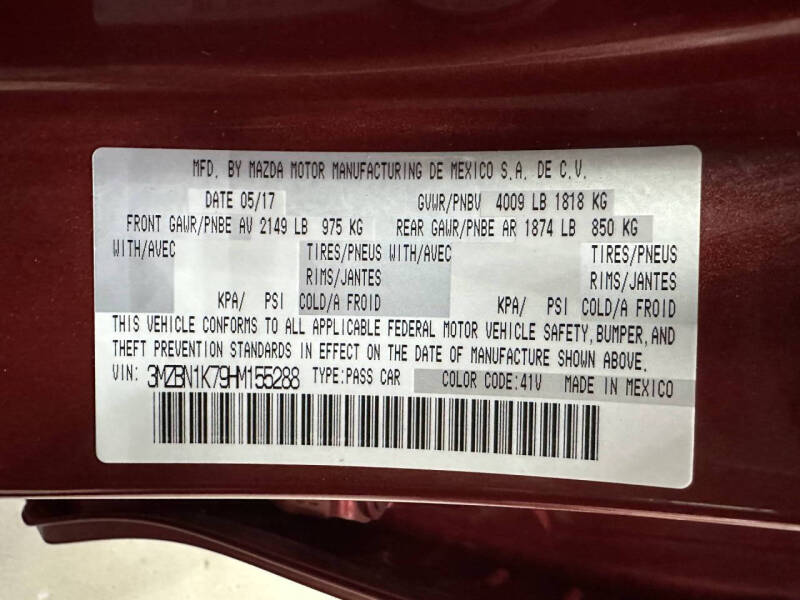 MFD. BY MAZDA MOTOR MANUFACTURING DE MEXICO S.A. DE C.V.
DATE 05/17 GVWR/PNBV 4009 LB 1818 KG
FRONT GAWR/PNBE AV 2149 LB 975 KG REAR GAWR/PNBE AR 1874 LB 850 KG
WITH/AVEC TIRES/PNEUS WITH/AVEC TIRES/PNEUS
RIMS/JANTES RIMS/JANTES
KPA/ PSI COLD/A FROID KPA/ PSI COLD/A FROID
THIS VEHICLE CONFORMS TO ALL APPLICABLE FEDERAL MOTOR VEHICLE SAFETY, BUMPER, AND
THEFT PREVENTION STANDARDS IN EFFECT ON THE DATE OF MANUFACTURE SHOWN ABOVE.
VIN: 3MZBN1K79HM155288 TYPE:PASS CAR COLOR CODE:41V MADE IN MEXICO